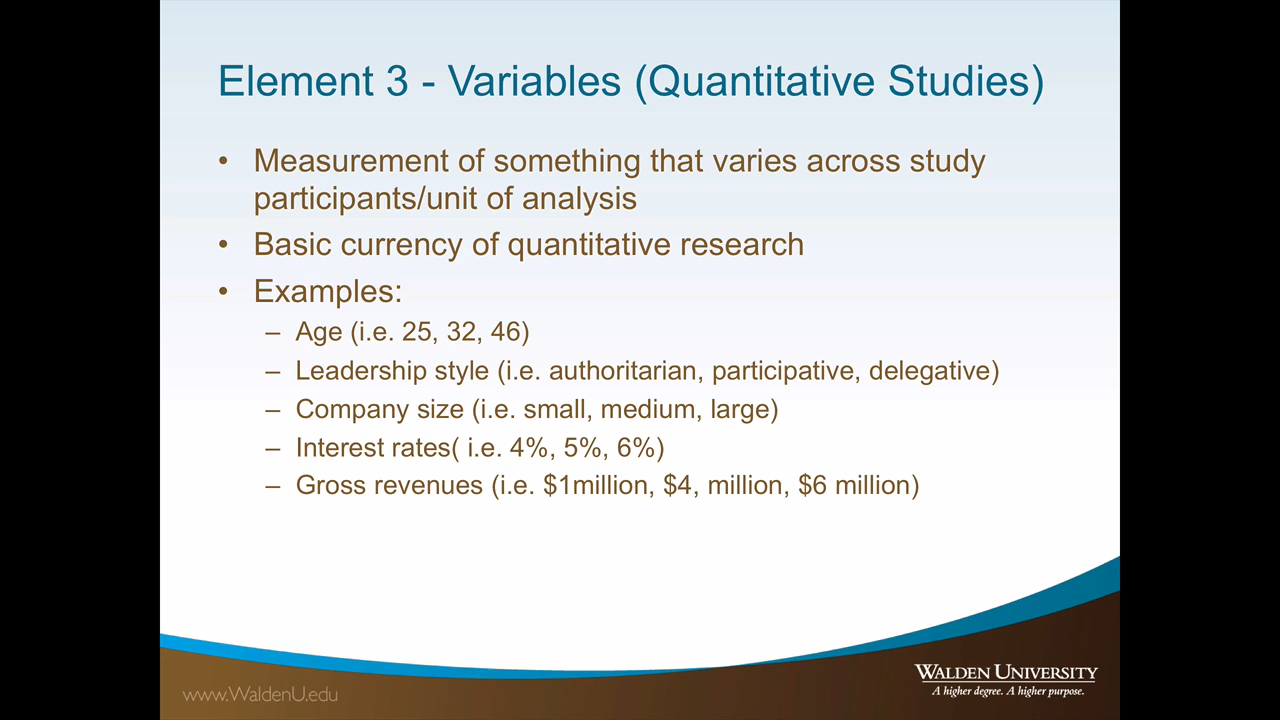 Element 3 - Variables (Quantitative Studies)
• Measurement of something that varies across study
participants/unit of analysis
• Basic currency of quantitative research
• Examples:
– Age (i.e. 25, 32, 46)
– Leadership style (i.e. authoritarian, participative, delegative)
– Company size (i.e. small, medium, large)
– Interest rates( i.e. 4%, 5%, 6%)
– Gross revenues (i.e. $1million, $4, million, $6 million)
www.WaldenU.edu
WALDEN UNIVERSITY
A higher degree. A higher purpose.